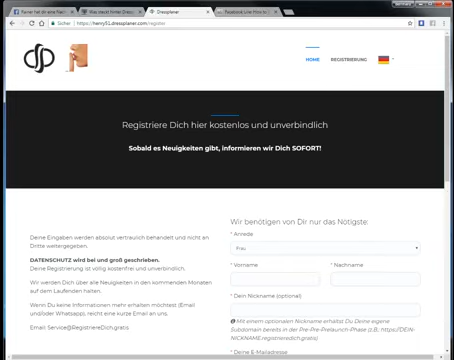 Dressplaner
Sicher
https://henry51.dressplaner.com/register
HOME
REGISTRIERUNG
Registriere Dich hier kostenlos und unverbindlich
Sobald es Neuigkeiten gibt, informieren wir Dich SOFORT!
Deine Eingaben werden absolut vertraulich behandelt und nicht an
Dritte weitergegeben.
DATENSCHUTZ wird bei und groß geschrieben.
Deine Registrierung ist völlig kostenfrei und unverbindlich.
Wir werden Dich über alle Neuigkeiten in den kommenden Monaten
auf dem Laufenden halten.
Wenn Du keine Informationen mehr erhalten möchtest (Email
und/oder Whatsapp), reicht eine kurze Email an uns.
Email: Service@RegistriereDich.gratis
Wir benötigen von Dir nur das Nötigste:
* Anrede
Frau
* Vorname
* Nachname
* Dein Nickname (optional)
Mit einem optionalen Nickname erhältst Du Deine eigene
Subdomain bereits in der Pre-Pre-Prelaunch-Phase (z.B.: https://DEIN-
NICKNAME.registrieredich.gratis)
* Deine E-Mailadresse